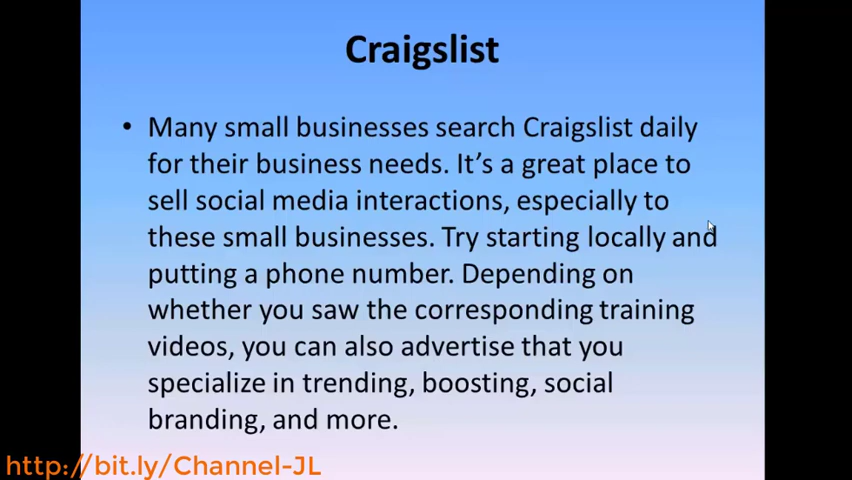 Craigslist
• Many small businesses search Craigslist daily
for their business needs. It’s a great place to
sell social media interactions, especially to
these small businesses. Try starting locally and
putting a phone number. Depending on
whether you saw the corresponding training
videos, you can also advertise that you
specialize in trending, boosting, social
branding, and more.
http://bit.ly/Channel-JL